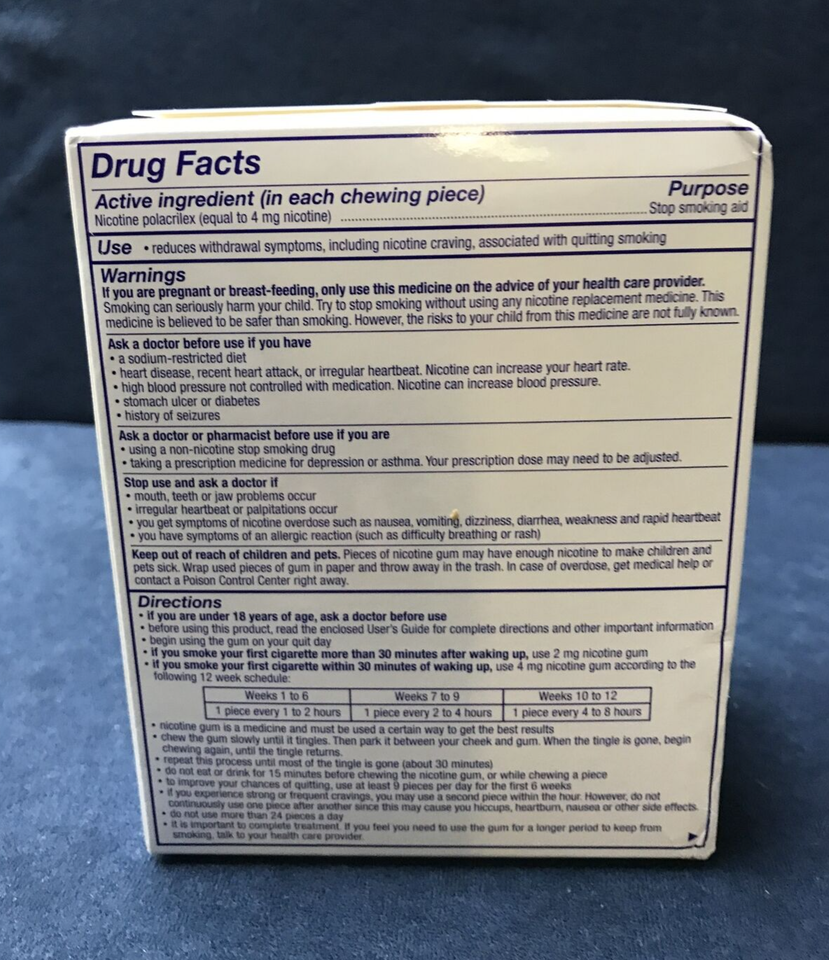 Drug Facts
Active ingredient (in each chewing piece) Purpose
Nicotine polacrilex (equal to 4 mg nicotine) ........................................................ Stop smoking aid
Use • reduces withdrawal symptoms, including nicotine craving, associated with quitting smoking
Warnings
If you are pregnant or breast-feeding, only use this medicine on the advice of your health care provider.
Smoking can seriously harm your child. Try to stop smoking without using any nicotine replacement medicine. This
medicine is believed to be safer than smoking. However, the risks to your child from this medicine are not fully known.
Ask a doctor before use if you have
• a sodium-restricted diet
• heart disease, recent heart attack, or irregular heartbeat. Nicotine can increase your heart rate.
• high blood pressure not controlled with medication. Nicotine can increase blood pressure.
• stomach ulcer or diabetes
• history of seizures
Ask a doctor or pharmacist before use if you are
• using a non-nicotine stop smoking drug
• taking a prescription medicine for depression or asthma. Your prescription dose may need to be adjusted.
Stop use and ask a doctor if
• mouth, teeth or jaw problems occur
• irregular heartbeat or palpitations occur
• you get symptoms of nicotine overdose such as nausea, vomiting, dizziness, diarrhea, weakness and rapid heartbeat
• you have symptoms of an allergic reaction (such as difficulty breathing or rash)
Keep out of reach of children and pets. Pieces of nicotine gum may have enough nicotine to make children and
pets sick. Wrap used pieces of gum in paper and throw away in the trash. In case of overdose, get medical help or
contact a Poison Control Center right away.
Directions
• if you are under 18 years of age, ask a doctor before use
• before using this product, read the enclosed User's Guide for complete directions and other important information
• begin using the gum on your quit day
• if you smoke your first cigarette more than 30 minutes after waking up, use 2 mg nicotine gum
• if you smoke your first cigarette within 30 minutes of waking up, use 4 mg nicotine gum according to the
following 12 week schedule:
Weeks 1 to 6 Weeks 7 to 9 Weeks 10 to 12
1 piece every 1 to 2 hours 1 piece every 2 to 4 hours 1 piece every 4 to 8 hours
• nicotine gum is a medicine and must be used a certain way to get the best results
• chew the gum slowly until it tingles. Then park it between your cheek and gum. When the tingle is gone, begin
chewing again, until the tingle returns.
• repeat this process until most of the tingle is gone (about 30 minutes)
• do not eat or drink for 15 minutes before chewing the nicotine gum, or while chewing a piece
• to improve your chances of quitting, use at least 9 pieces per day for the first 6 weeks
• if you experience strong or frequent cravings, you may use a second piece within the hour. However, do not
continuously use one piece after another since this may cause you hiccups, heartburn, nausea or other side effects.
• do not use more than 24 pieces a day
• it is important to complete treatment. If you feel you need to use the gum for a longer period to keep from
smoking, talk to your health care provider.